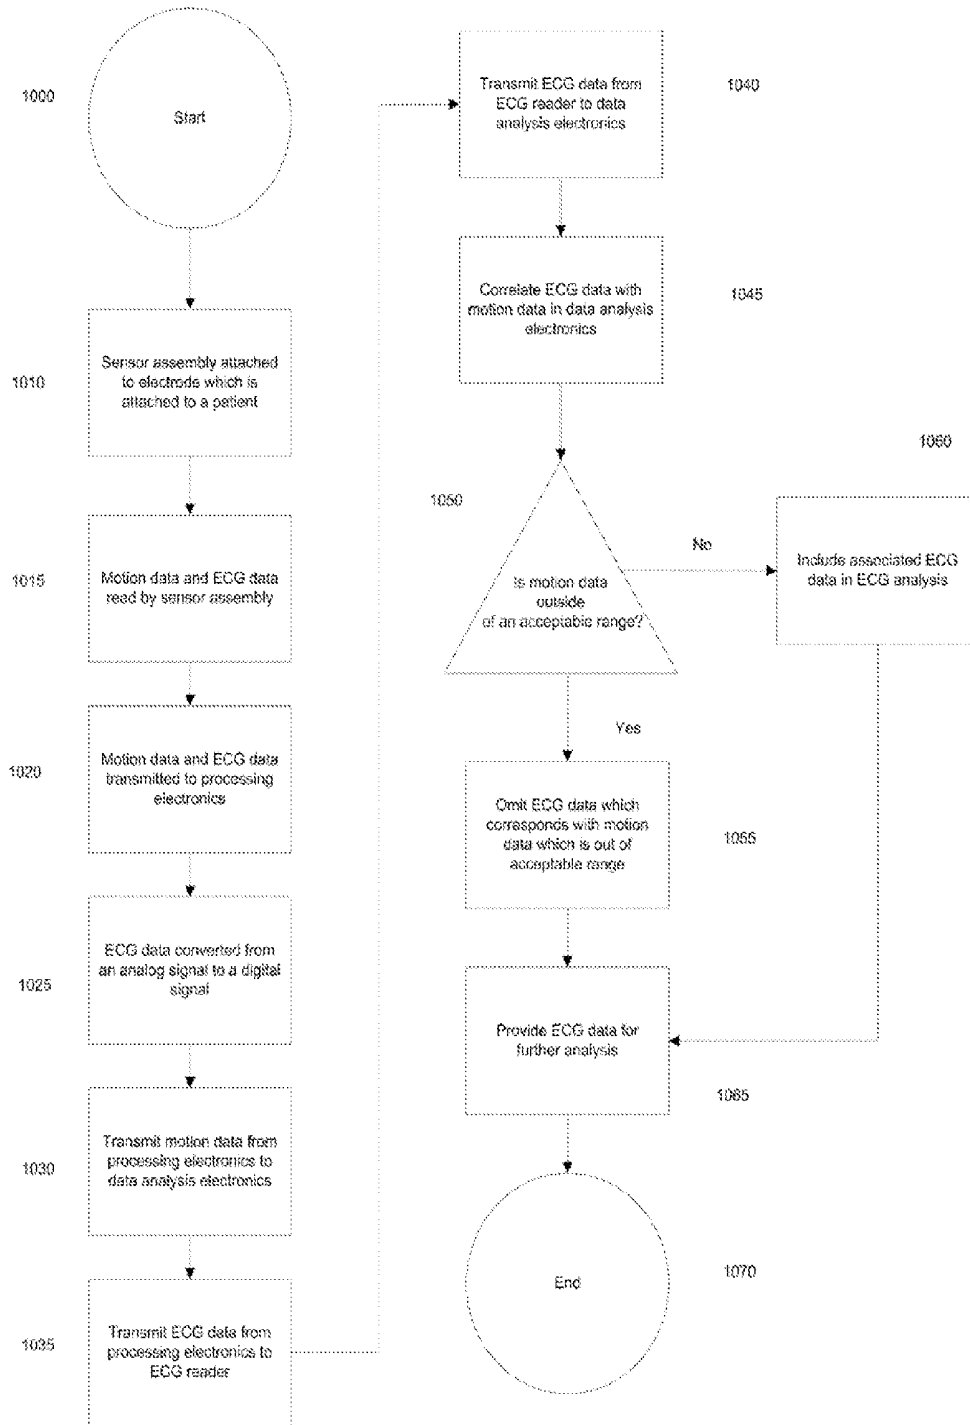 1000
Start
1010
Sensor assembly attached
to electrode which is
attached to a patient
1015
Motion data and ECG data
read by sensor assembly
1020
Motion data and ECG data
transmitted to processing
electronics
1025
ECG data converted from
an analog signal to a digital
signal
1030
Transmit motion data from
processing electronics to
data analysis electronics
1035
Transmit ECG data from
processing electronics to
ECG reader
1040
Transmit ECG data from
ECG reader to data
analysis electronics
1045
Correlate ECG data with
motion data in data analysis
electronics
1050
Is motion data
outside
of an acceptable range?
No
1060
Include associated ECG
data in ECG analysis
Yes
1055
Omit ECG data which
corresponds with motion
data which is out of
acceptable range
Provide ECG data for
further analysis
1065
End
1070